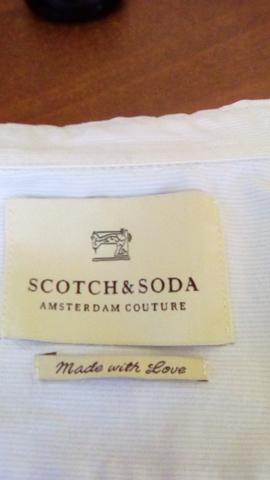 SCOTCH & SODA
AMSTERDAM COUTURE
Made with Love